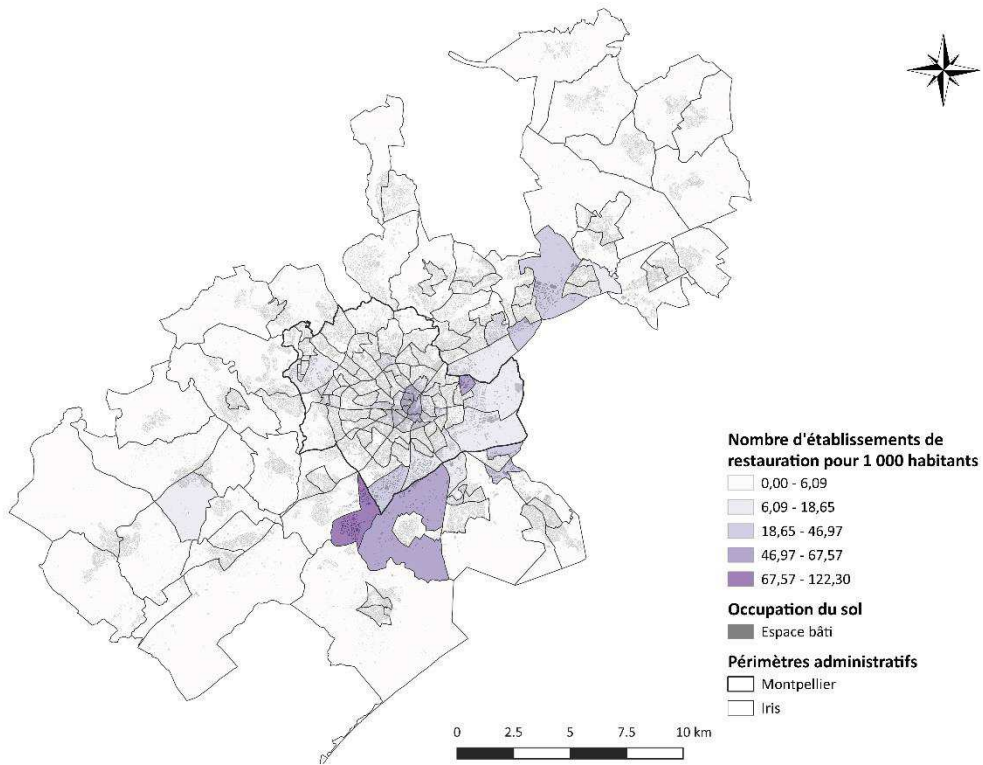 Nombre d'établissements de
restauration pour 1 000 habitants
0,00 - 6,09
6,09 - 18,65
18,65 - 46,97
46,97 - 67,57
67,57 - 122,30
Occupation du sol
Espace bâti
Périmètres administratifs
Montpellier
Iris
0 2.5 5 7.5 10 km